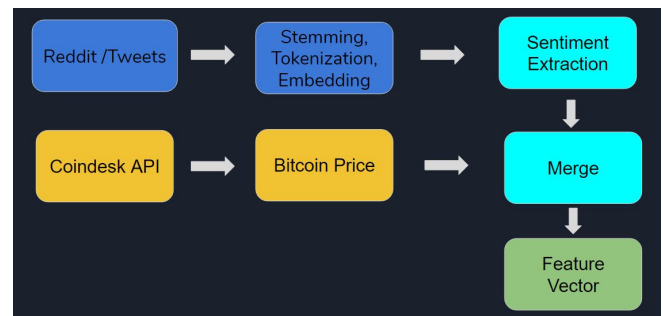 Reddit /Tweets
Stemming,
Tokenization,
Embedding
Sentiment
Extraction
Coindesk API
Bitcoin Price
Merge
Feature
Vector